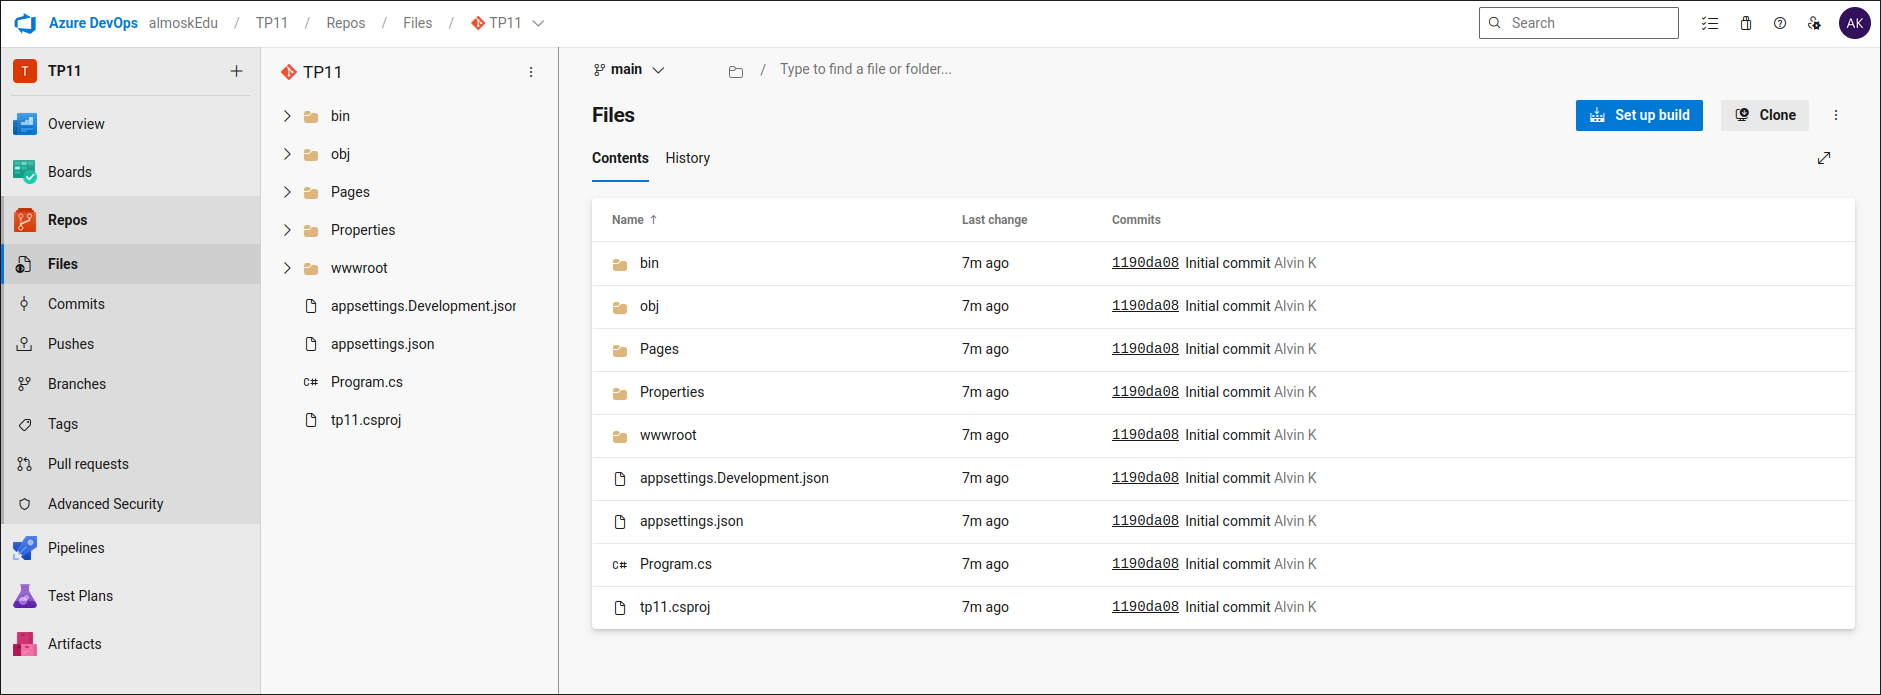 Azure DevOps almoskEdu / TP11 / Repos / Files / TP11
Search
AK
T TP11
Overview
Boards
Repos
Files
Commits
Pushes
Branches
Tags
Pull requests
Advanced Security
Pipelines
Test Plans
Artifacts
TP11
bin
obj
Pages
Properties
wwwroot
appsettings.Development.jsor
appsettings.json
C# Program.cs
tp11.csproj
main / Type to find a file or folder...
Files
Set up build
Clone
Contents History
Name ↑ Last change Commits
bin 7m ago 1190da08 Initial commit Alvin K
obj 7m ago 1190da08 Initial commit Alvin K
Pages 7m ago 1190da08 Initial commit Alvin K
Properties 7m ago 1190da08 Initial commit Alvin K
wwwroot 7m ago 1190da08 Initial commit Alvin K
appsettings.Development.json 7m ago 1190da08 Initial commit Alvin K
appsettings.json 7m ago 1190da08 Initial commit Alvin K
C# Program.cs 7m ago 1190da08 Initial commit Alvin K
tp11.csproj 7m ago 1190da08 Initial commit Alvin K